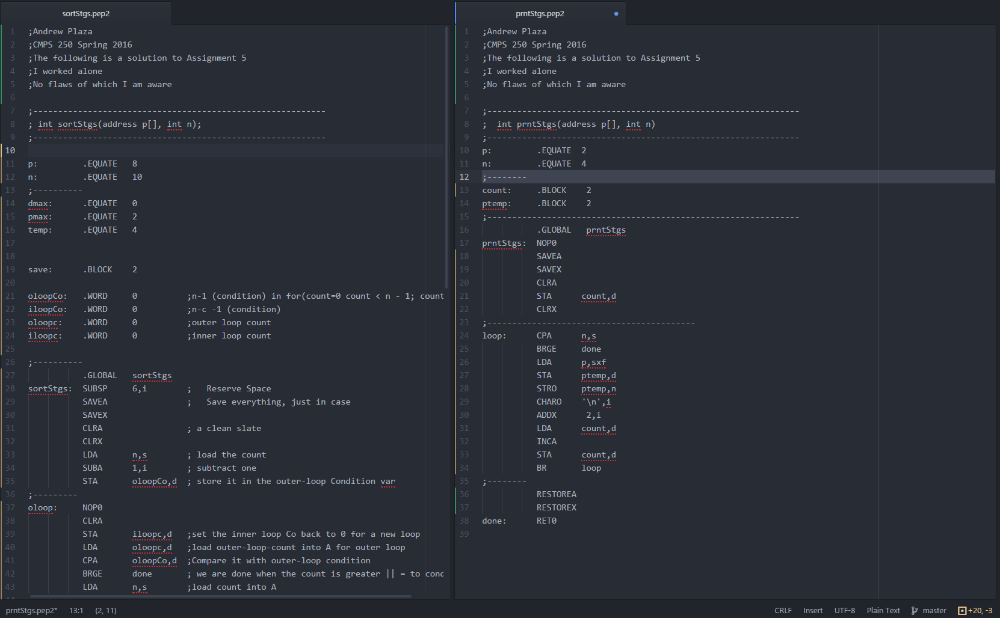 sortStgs.pep2
1 ;Andrew Plaza
2 ;CMPS 250 Spring 2016
3 ;The following is a solution to Assignment 5
4 ;I worked alone
5 ;No flaws of which I am aware
6
7 ;-----------------------------------------------------------
8 ; int sortStgs(address p[], int n);
9 ;-----------------------------------------------------------
10
11 p:         .EQUATE   8
12 n:         .EQUATE   10
13 ;----------
14 dmax:      .EQUATE   0
15 pmax:      .EQUATE   2
16 temp:      .EQUATE   4
17
18
19 save:      .BLOCK    2
20
21 oloopCo:   .WORD     0          ;n-1 (condition) in for(count=0 count < n - 1; count
22 iloopCo:   .WORD     0          ;n-c -1 (condition)
23 oloopc:    .WORD     0          ;outer loop count
24 iloopc:    .WORD     0          ;inner loop count
25
26 ;----------
27            .GLOBAL   sortStgs
28 sortStgs:  SUBSP     6,i        ;   Reserve Space
29            SAVEA                ;   Save everything, just in case
30            SAVEX
31            CLRA                 ; a clean slate
32            CLRX
33            LDA       n,s        ; load the count
34            SUBA      1,i        ; subtract one
35            STA       oloopCo,d  ; store it in the outer-loop Condition var
36 ;---------
37 oloop:     NOP0
38            CLRA
39            STA       iloopc,d   ;set the inner loop Co back to 0 for a new loop
40            LDA       oloopc,d   ;load outer-loop-count into A for outer loop
41            CPA       oloopCo,d  ;Compare it with outer-loop condition
42            BRGE      done       ; we are done when the count is greater || = to cond
43            LDA       n,s        ;load count into A
prntStgs.pep2
1 ;Andrew Plaza
2 ;CMPS 250 Spring 2016
3 ;The following is a solution to Assignment 5
4 ;I worked alone
5 ;No flaws of which I am aware
6
7 ;---------------------------------------------------------------
8 ;  int prntStgs(address p[], int n)
9 ;---------------------------------------------------------------
10 p:         .EQUATE  2
11 n:         .EQUATE  4
12 ;--------
13 count:     .BLOCK    2
14 ptemp:     .BLOCK    2
15 ;---------------------------------------------------------------
16            .GLOBAL   prntStgs
17 prntStgs:  NOP0
18            SAVEA
19            SAVEX
20            CLRA
21            STA      count,d
22            CLRX
23 ;------------------------------------------
24 loop:      CPA      n,s
25            BRGE     done
26            LDA      p,sxf
27            STA      ptemp,d
28            STRO     ptemp,n
29            CHARO    '\n',i
30            ADDX      2,i
31            LDA      count,d
32            INCA
33            STA      count,d
34            BR       loop
35 ;--------
36            RESTOREA
37            RESTOREX
38 done:      RET0
39
prntStgs.pep2* 13:1 (2, 11) CRLF Insert UTF-8 Plain Text master +20, -3